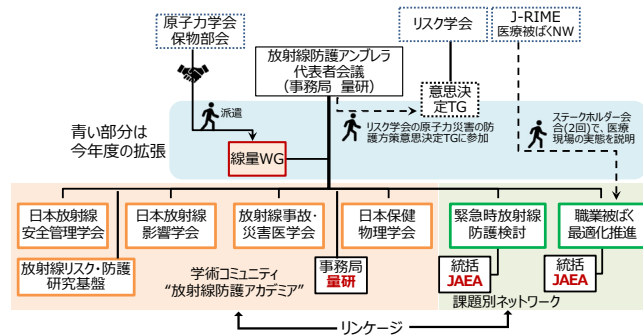 原子力学会
保物部会
リスク学会
J-RIME
医療被ばくNW
放射線防護アンブレラ
代表者会議
(事務局 量研)
意思決
定TG
派遣
青い部分は
今年度の拡張
線量WG
リスク学会の原子力災害の防
護方策意思決定TGに参加
ステークホルダー会
合(2回)で、医療
現場の実態を説明
日本放射線
安全管理学会
日本放射線
影響学会
放射線事故・
災害医学会
日本保健
物理学会
緊急時放射線
防護検討
職業被ばく
最適化推進
放射線リスク・防護
研究基盤
学術コミュニティ
“放射線防護アカデミア”
事務局
量研
統括
JAEA
統括
JAEA
課題別ネットワーク
リンケージ